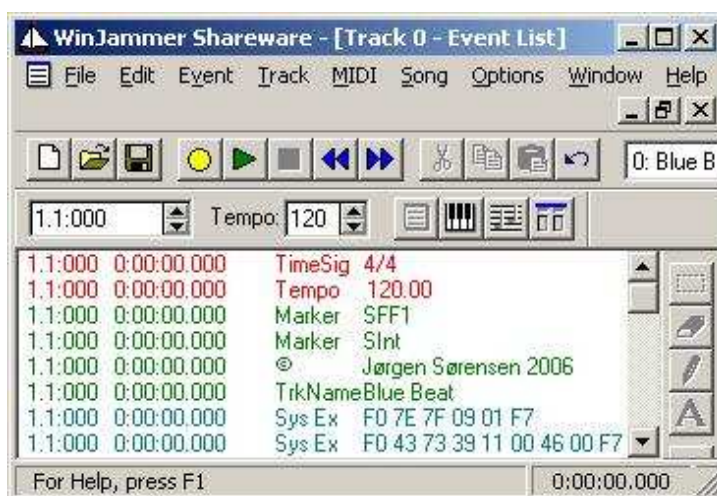 WinJammer Shareware - [Track 0 - Event List]
File Edit Event Track MIDI Song Options Window Help
0: Blue B
1.1:000 Tempo: 120
1.1:000 0:00:00.000 TimeSig 4/4
1.1:000 0:00:00.000 Tempo 120.00
1.1:000 0:00:00.000 Marker SFF1
1.1:000 0:00:00.000 Marker SInt
1.1:000 0:00:00.000 © Jørgen Sørensen 2006
1.1:000 0:00:00.000 TrkName Blue Beat
1.1:000 0:00:00.000 Sys Ex F0 7E 7F 09 01 F7
1.1:000 0:00:00.000 Sys Ex F0 43 73 39 11 00 46 00 F7
A
For Help, press F1 0:00:00.000